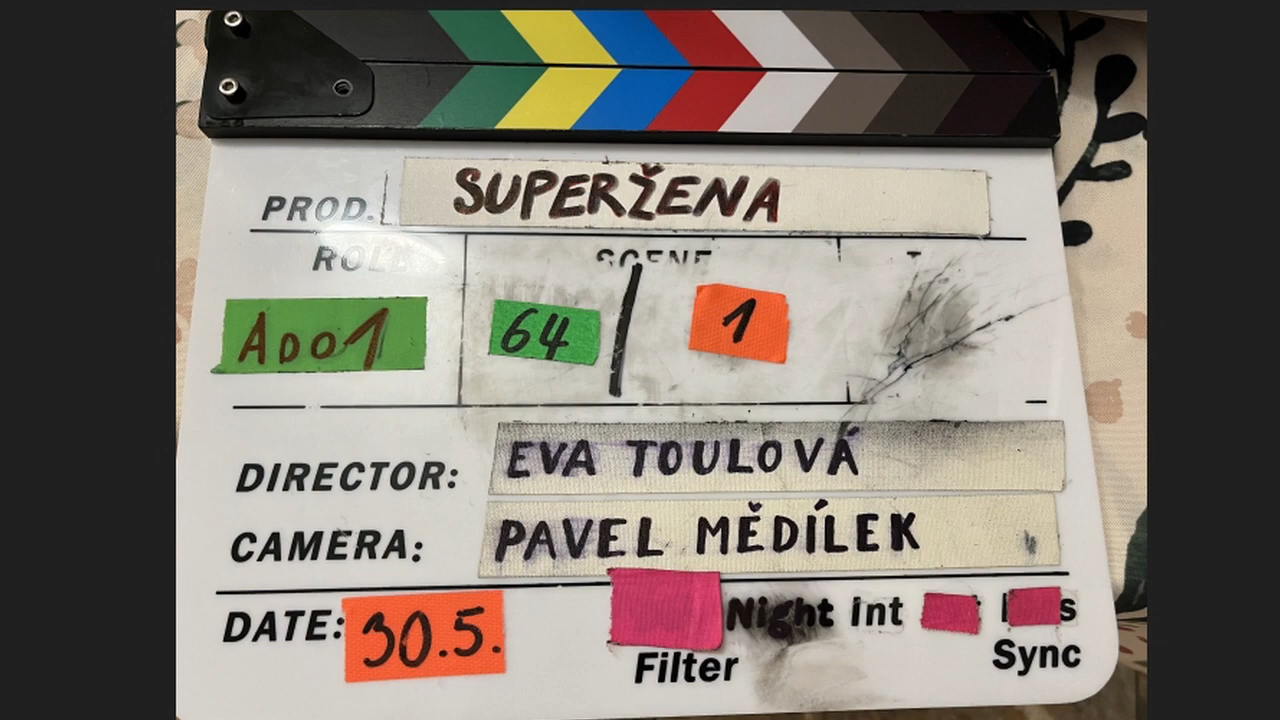 PROD. SUPERŽENA
ROLL SCENE T
A001 64 / 1
DIRECTOR: EVA TOULOVÁ
CAMERA: PAVEL MĚDÍLEK
DATE: 30.5. Night Int
Filter Sync